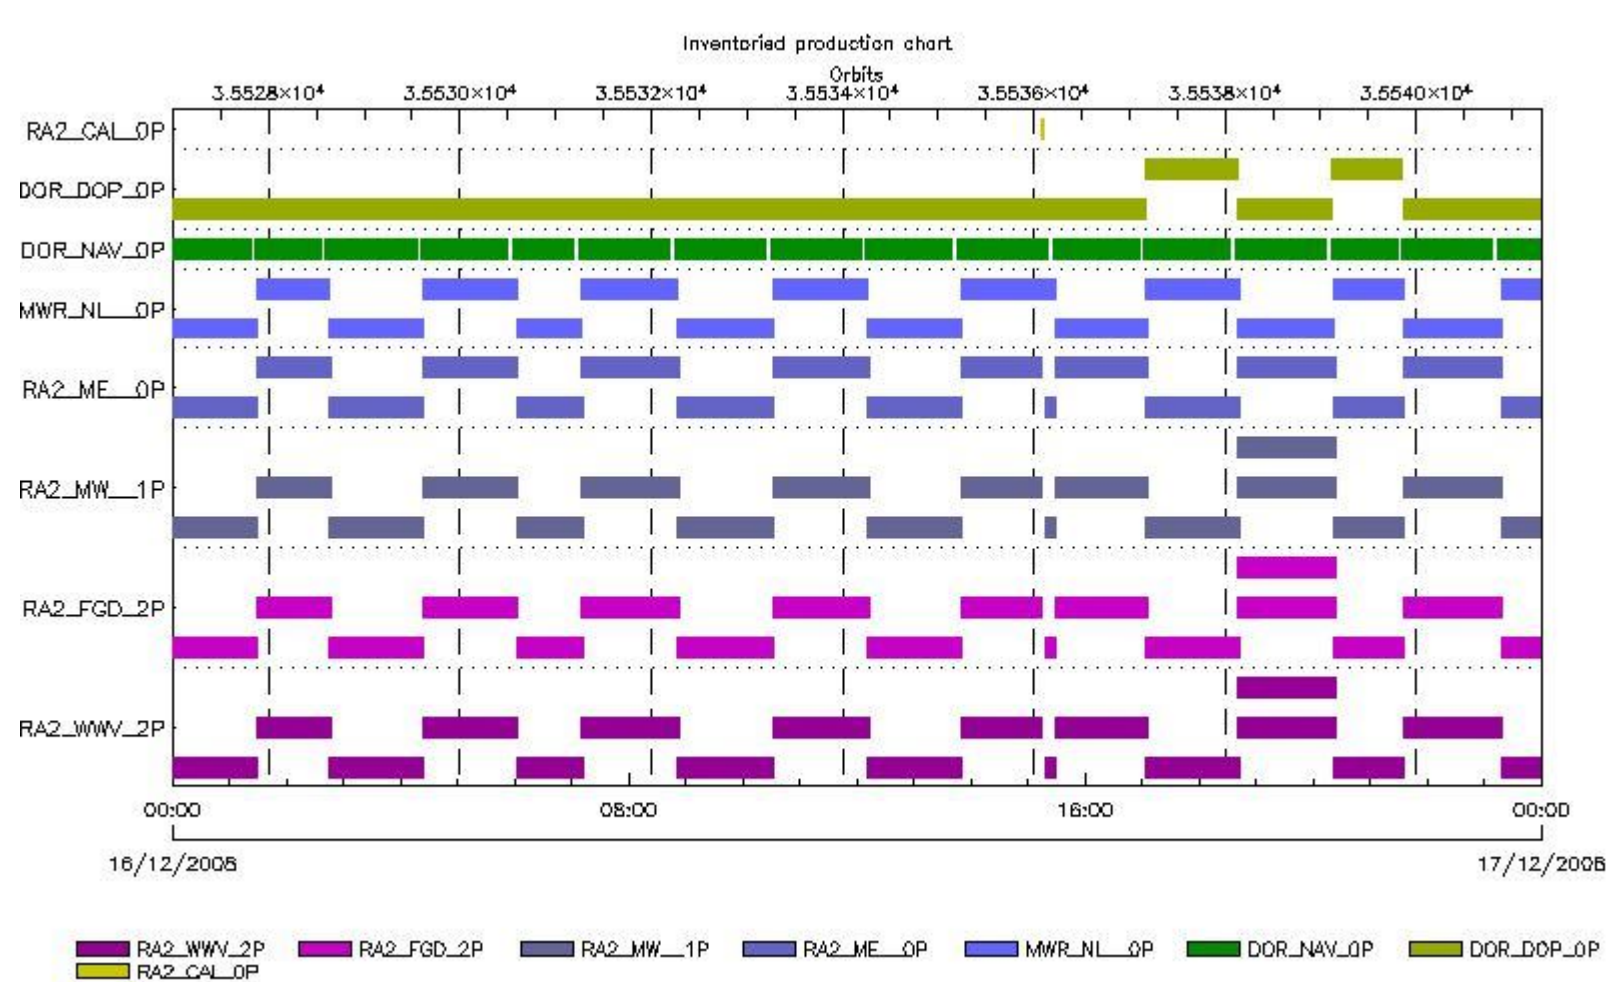 Inventoried production chart
Orbits
3.5528×10⁴ 3.5530×10⁴ 3.5532×10⁴ 3.5534×10⁴ 3.5536×10⁴ 3.5538×10⁴ 3.5540×10⁴
RA2_CAL_0P
DOR_DOP_0P
DOR_NAV_0P
MWR_NL__0P
RA2_ME__0P
RA2_MW__1P
RA2_FGD_2P
RA2_WWV_2P
00:00 08:00 16:00 00:00
16/12/2008 17/12/2008
RA2_WWV_2P RA2_FGD_2P RA2_MW__1P RA2_ME__0P MWR_NL__0P DOR_NAV_0P DOR_DOP_0P
RA2_CAL_0P